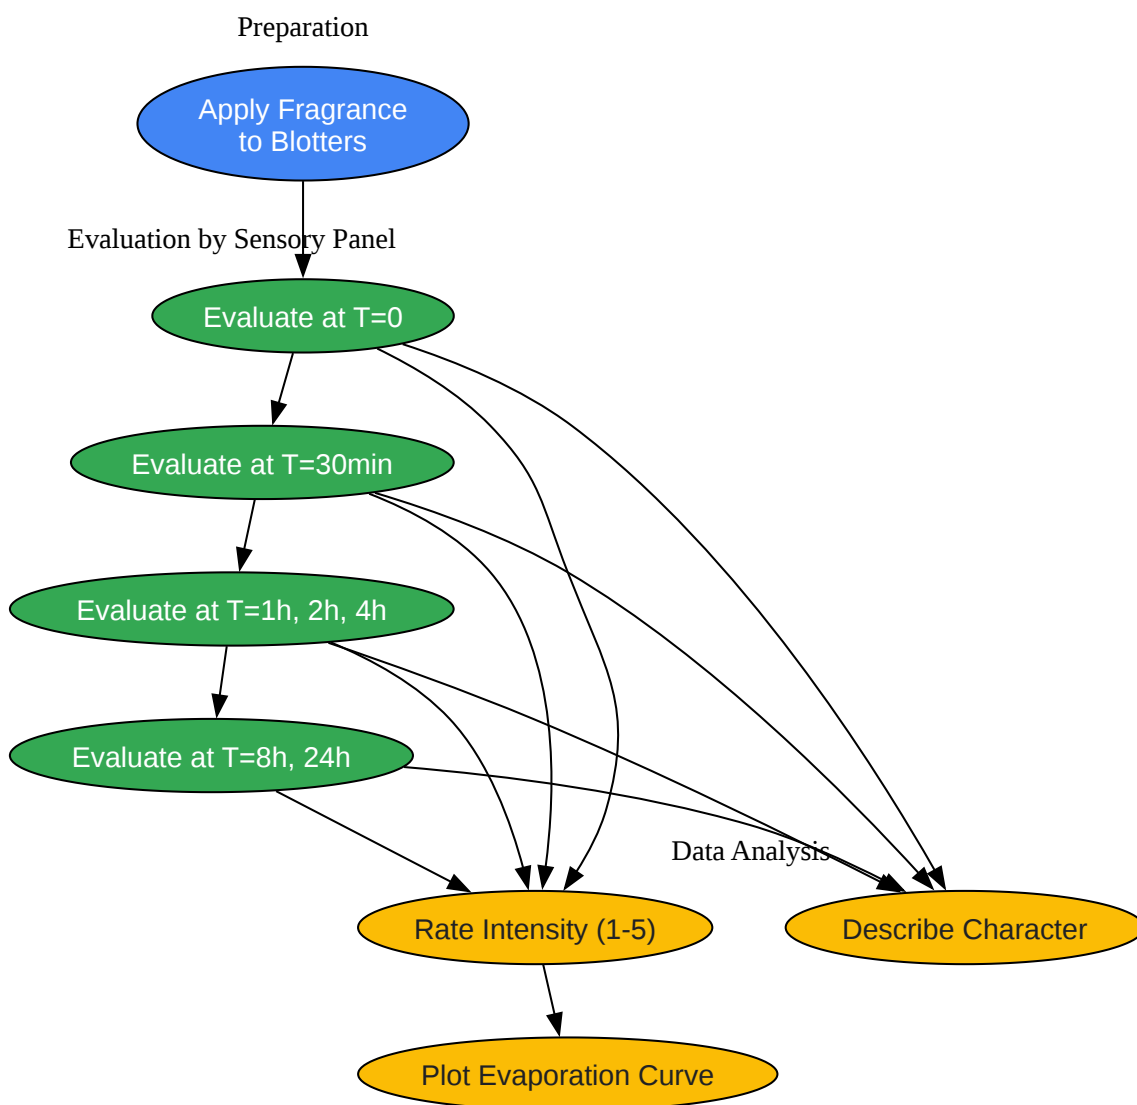 Preparation
Apply Fragrance
to Blotters
Evaluation by Sensory Panel
Evaluate at T=0
Evaluate at T=30min
Evaluate at T=1h, 2h, 4h
Evaluate at T=8h, 24h
Data Analysis
Rate Intensity (1-5)
Describe Character
Plot Evaporation Curve